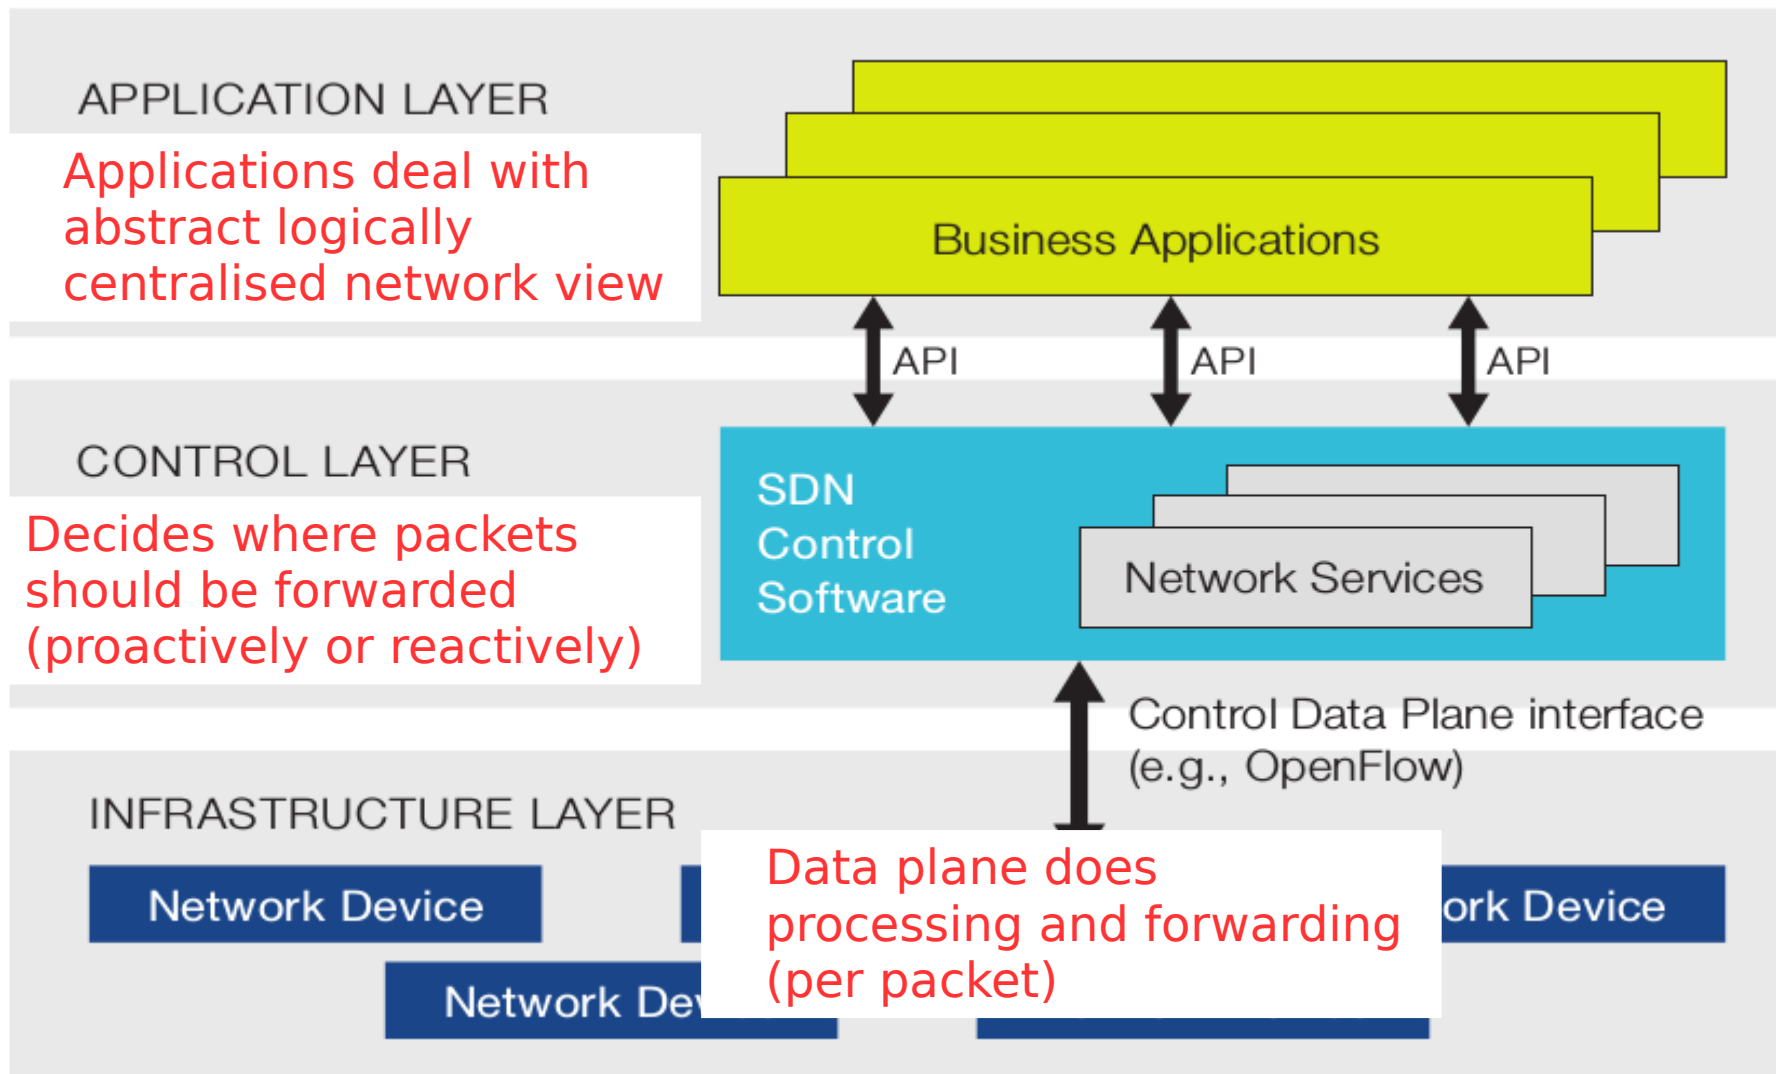 APPLICATION LAYER
Applications deal with
abstract logically
centralised network view
Business Applications
API API API
CONTROL LAYER
Decides where packets
should be forwarded
(proactively or reactively)
SDN
Control
Software
Network Services
Control Data Plane interface
(e.g., OpenFlow)
INFRASTRUCTURE LAYER
Network Device
Data plane does
processing and forwarding
(per packet)
ork Device
Network Dev